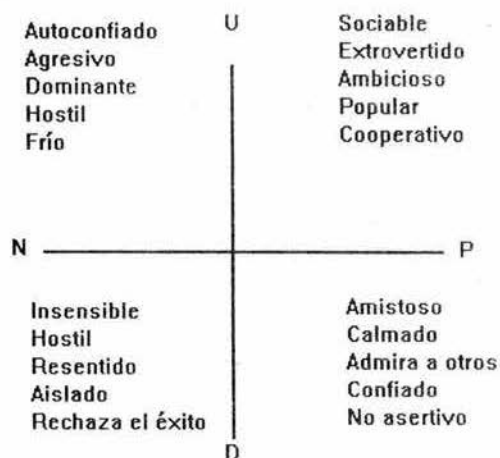 Autoconfiado
Agresivo
Dominante
Hostil
Frío
U
Sociable
Extrovertido
Ambicioso
Popular
Cooperativo
N
P
Insensible
Hostil
Resentido
Aislado
Rechaza el éxito
Amistoso
Calmado
Admira a otros
Confiado
No asertivo
D